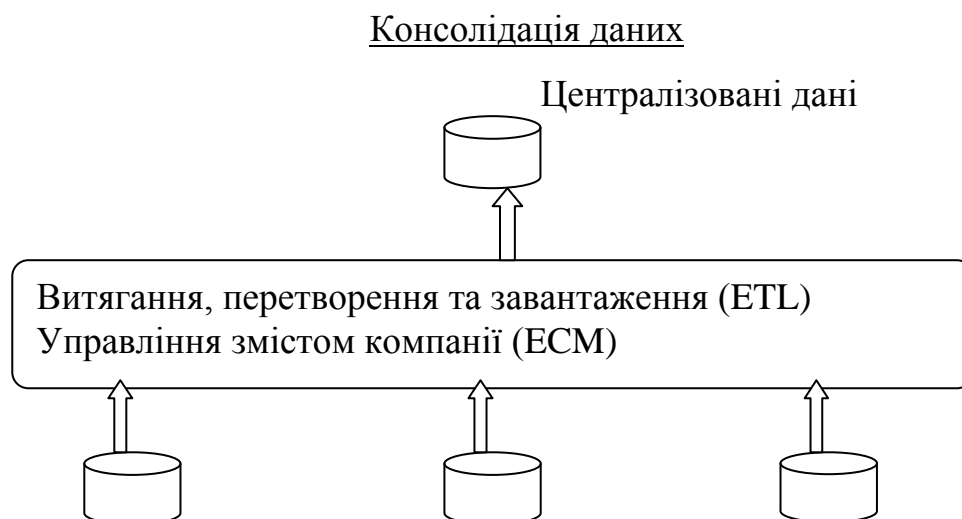 Консолідація даних
Централізовані дані
Витягання, перетворення та завантаження (ETL)
Управління змістом компанії (ECM)